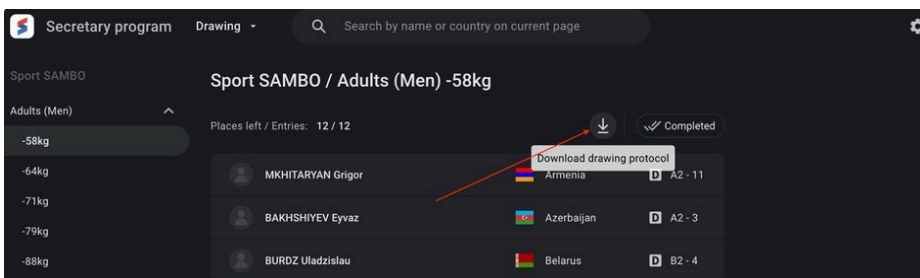 Secretary program Drawing Search by name or country on current page
Sport SAMBO
Sport SAMBO / Adults (Men) -58kg
Adults (Men)
Places left / Entries: 12 / 12 Completed
-58kg
Download drawing protocol
-64kg MKHITARYAN Grigor Armenia D A2 - 11
-71kg
BAKHSHIYEV Eyvaz Azerbaijan D A2 - 3
-79kg
-88kg BURDZ Uladzislau Belarus D B2 - 4